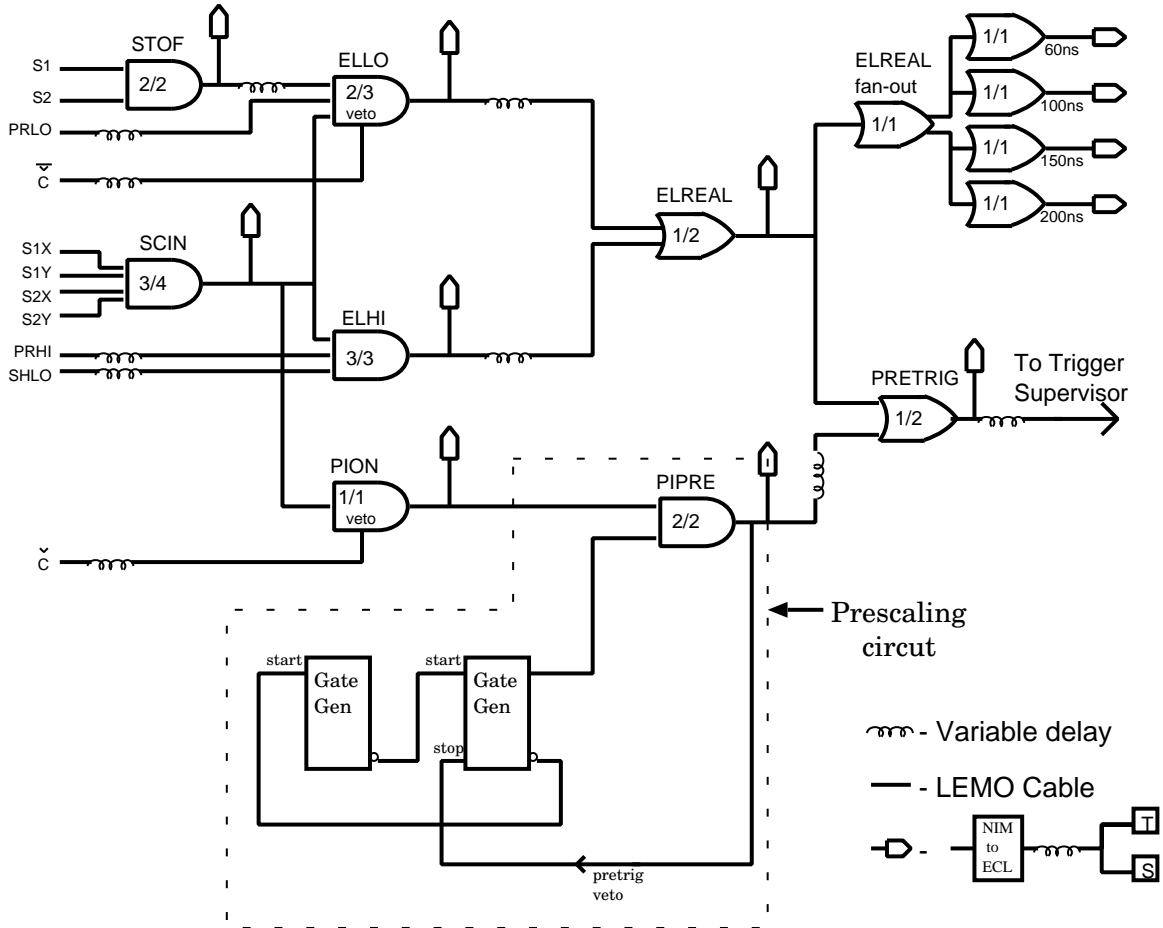 STOF
S1
S2
2/2
PRLO
C̄̌
ELLO
2/3
veto
S1X
S1Y
S2X
S2Y
SCIN
3/4
PRHI
SHLO
ELHI
3/3
ELREAL
1/2
ELREAL
fan-out
1/1
1/1
60ns
1/1
100ns
1/1
150ns
1/1
200ns
PRETRIG
1/2
To Trigger
Supervisor
PION
1/1
veto
Č
PIPRE
2/2
Prescaling
circut
start
Gate
Gen
start
Gate
Gen
stop
pretrig
veto
- Variable delay
- LEMO Cable
-
NIM
to
ECL
T
S